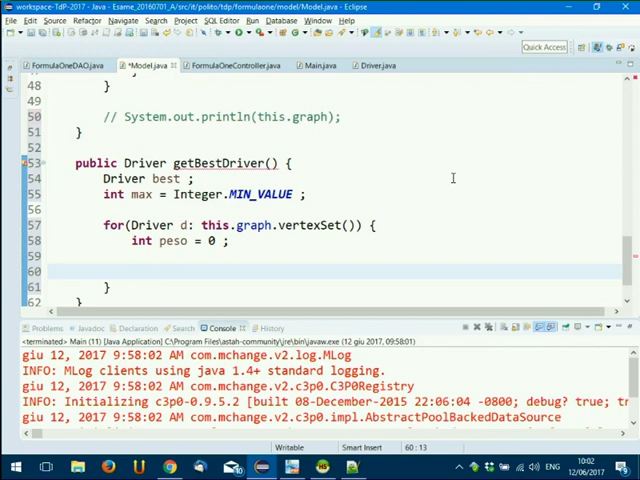 workspace-TdP-2017 - Java - Esame_20160701_A/src/it/polito/tdp/formulaone/model/Model.java - Eclipse
File Edit Source Refactor Navigate Search Project SQL Editor Run Database Window Help
Quick Access
FormulaOneDAO.java *Model.java FormulaOneController.java Main.java Driver.java
48 }
49
50 // System.out.println(this.graph);
51 }
52
53 public Driver getBestDriver() {
54 Driver best ;
55 int max = Integer.MIN_VALUE ;
56
57 for(Driver d: this.graph.vertexSet()) {
58 int peso = 0 ;
59
60
61 }
62 }
Problems Javadoc Declaration Search Console History
<terminated> Main (11) [Java Application] C:\Program Files\astah-community\jre\bin\javaw.exe (12 giu 2017, 09:58:01)
giu 12, 2017 9:58:02 AM com.mchange.v2.log.MLog
INFO: MLog clients using java 1.4+ standard logging.
giu 12, 2017 9:58:02 AM com.mchange.v2.c3p0.C3P0Registry
INFO: Initializing c3p0-0.9.5.2 [built 08-December-2015 22:06:04 -0800; debug? true; tr
giu 12, 2017 9:58:02 AM com.mchange.v2.c3p0.impl.AbstractPoolBackedDataSource
Writable Smart Insert 60 : 13
10:02
12/06/2017